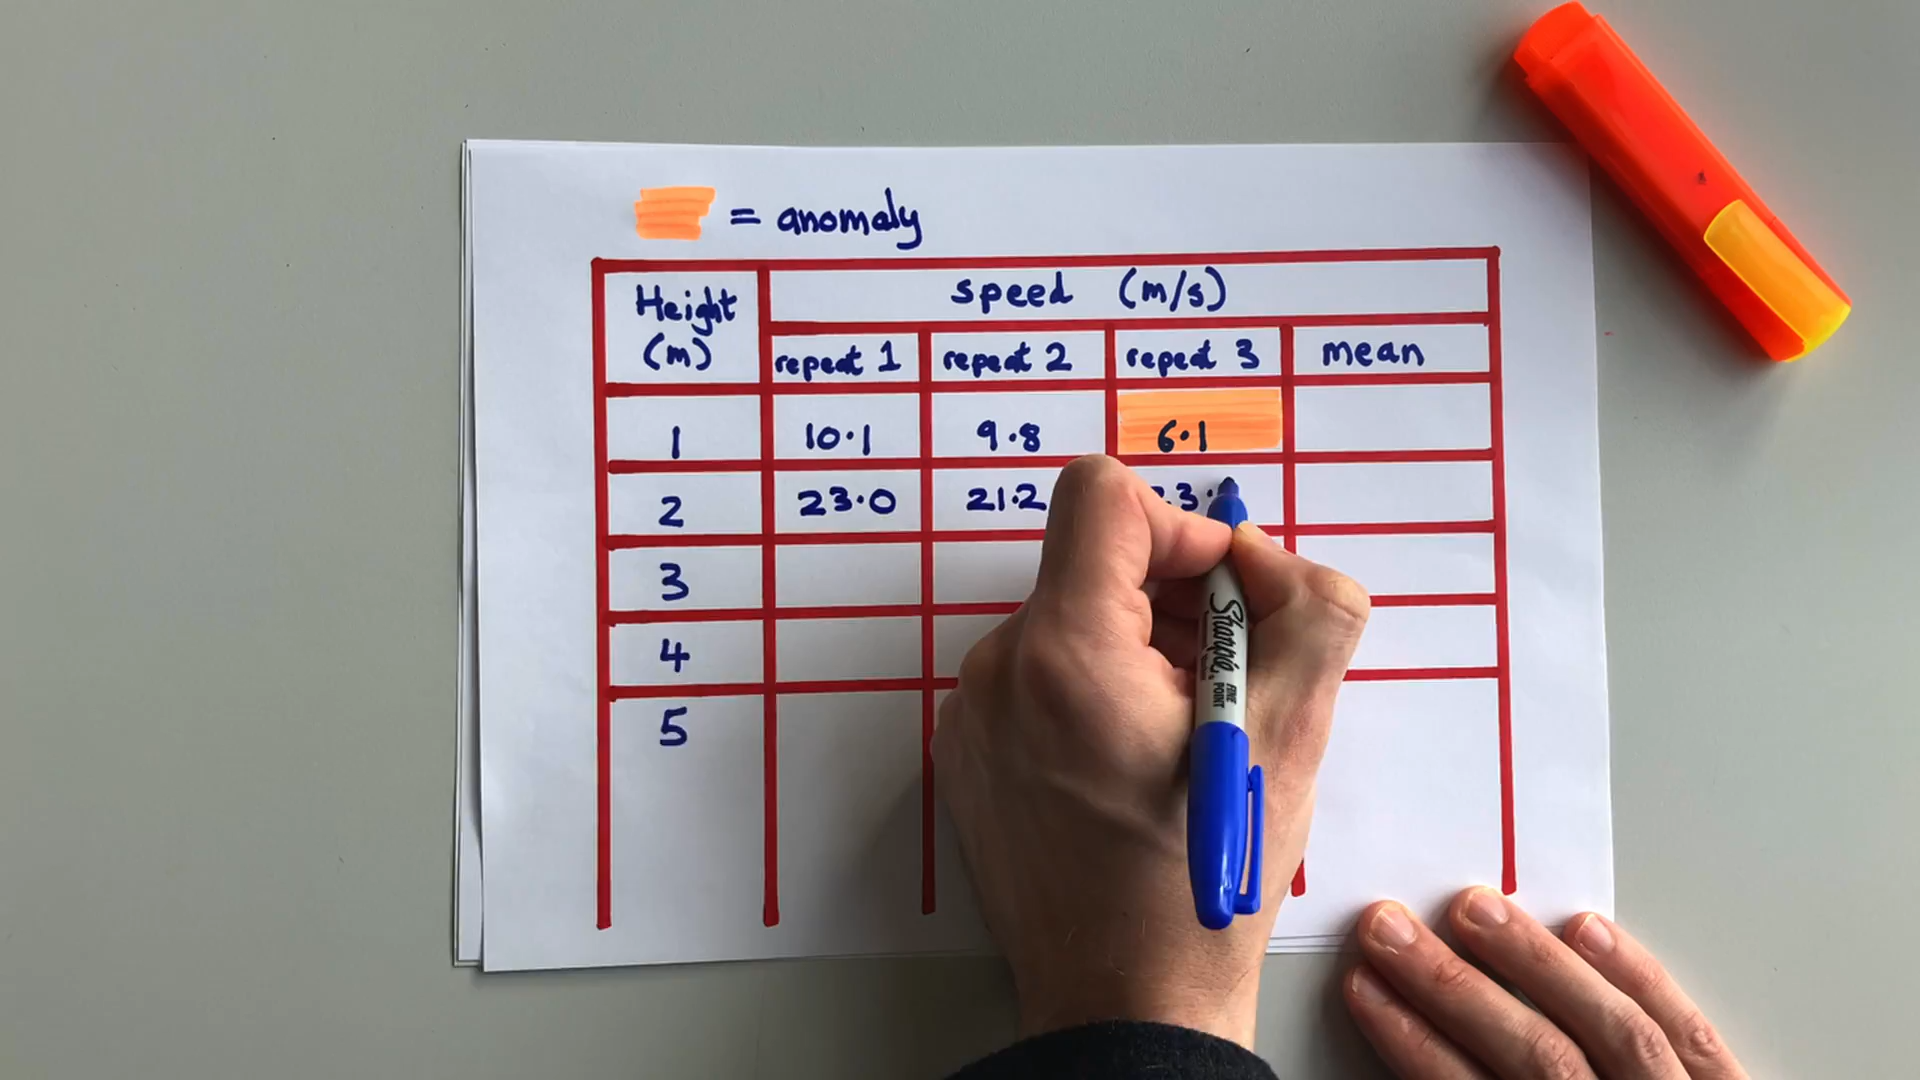 = anomaly
Height (m)
speed (m/s)
repeat 1 repeat 2 repeat 3 mean
1 10.1 9.8 6.1
2 23.0 21.2
3
4
5
Sharpie
FINE POINT